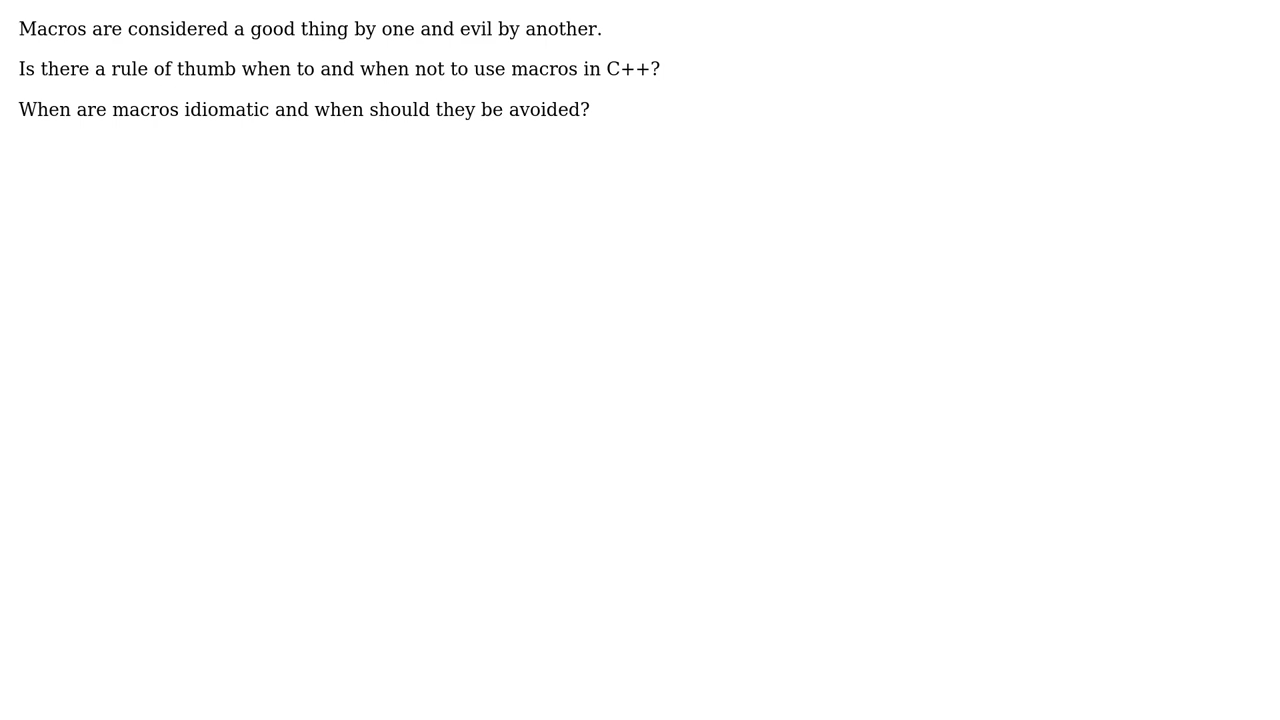 Macros are considered a good thing by one and evil by another.
Is there a rule of thumb when to and when not to use macros in C++?
When are macros idiomatic and when should they be avoided?